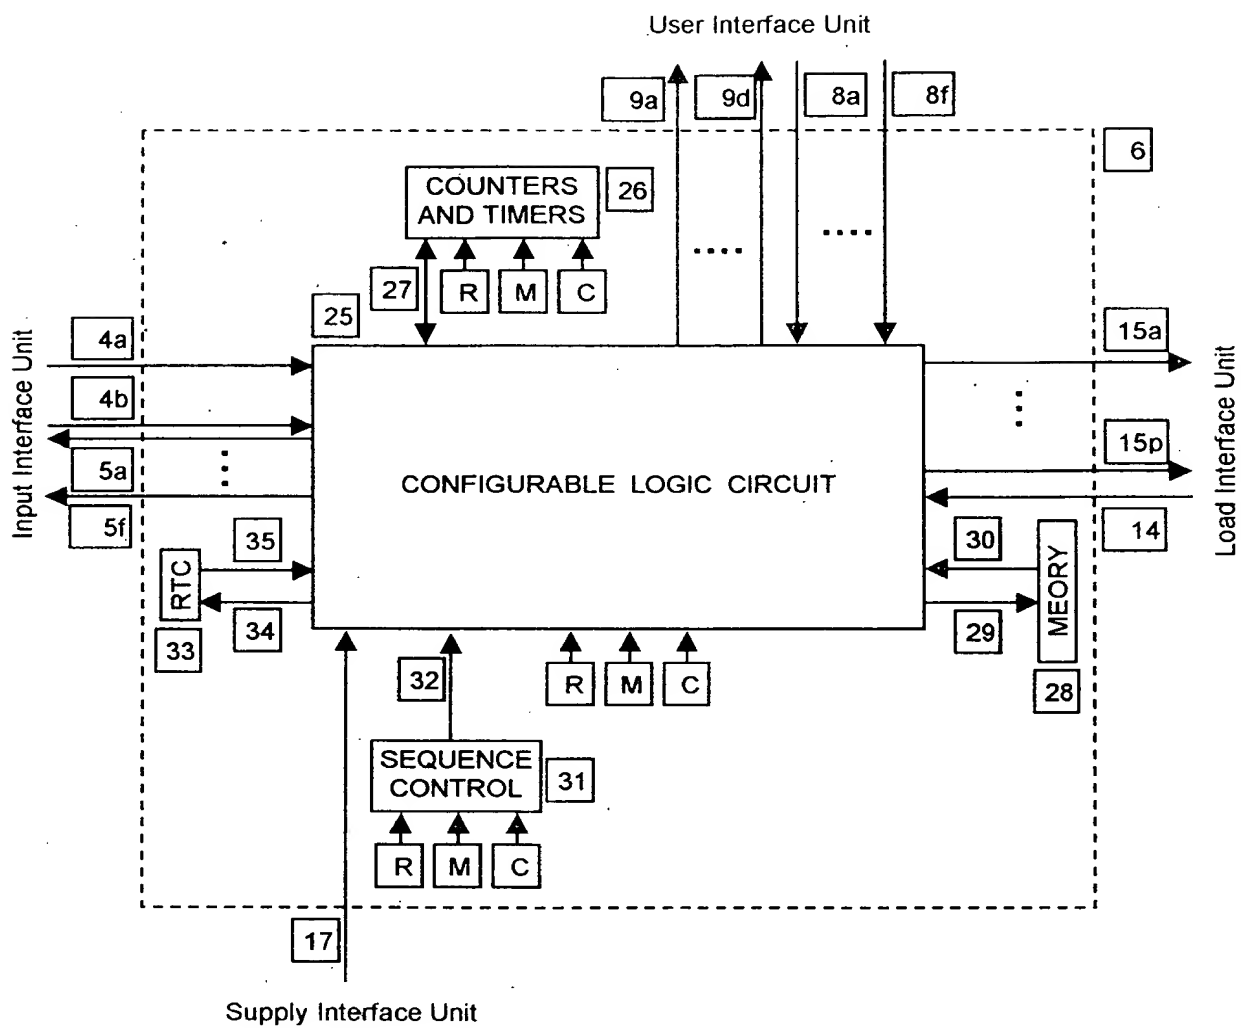 User Interface Unit
9a
9d
8a
8f
6
COUNTERS
AND TIMERS
26
27
R
M
C
25
Input Interface Unit
4a
4b
5a
5f
15a
15p
14
Load Interface Unit
CONFIGURABLE LOGIC CIRCUIT
35
RTC
34
33
30
29
MEORY
28
32
R
M
C
SEQUENCE
CONTROL
31
R
M
C
17
Supply Interface Unit